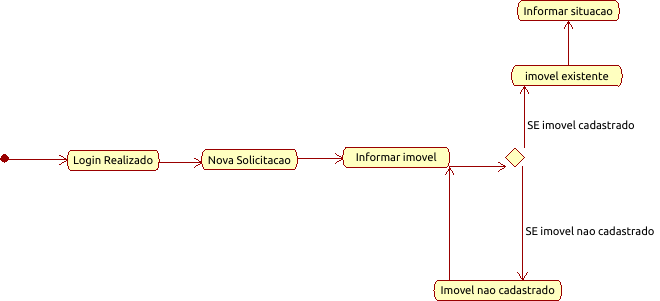 Informar situacao
imovel existente
SE imovel cadastrado
Login Realizado
Nova Solicitacao
Informar imovel
SE imovel nao cadastrado
Imovel nao cadastrado